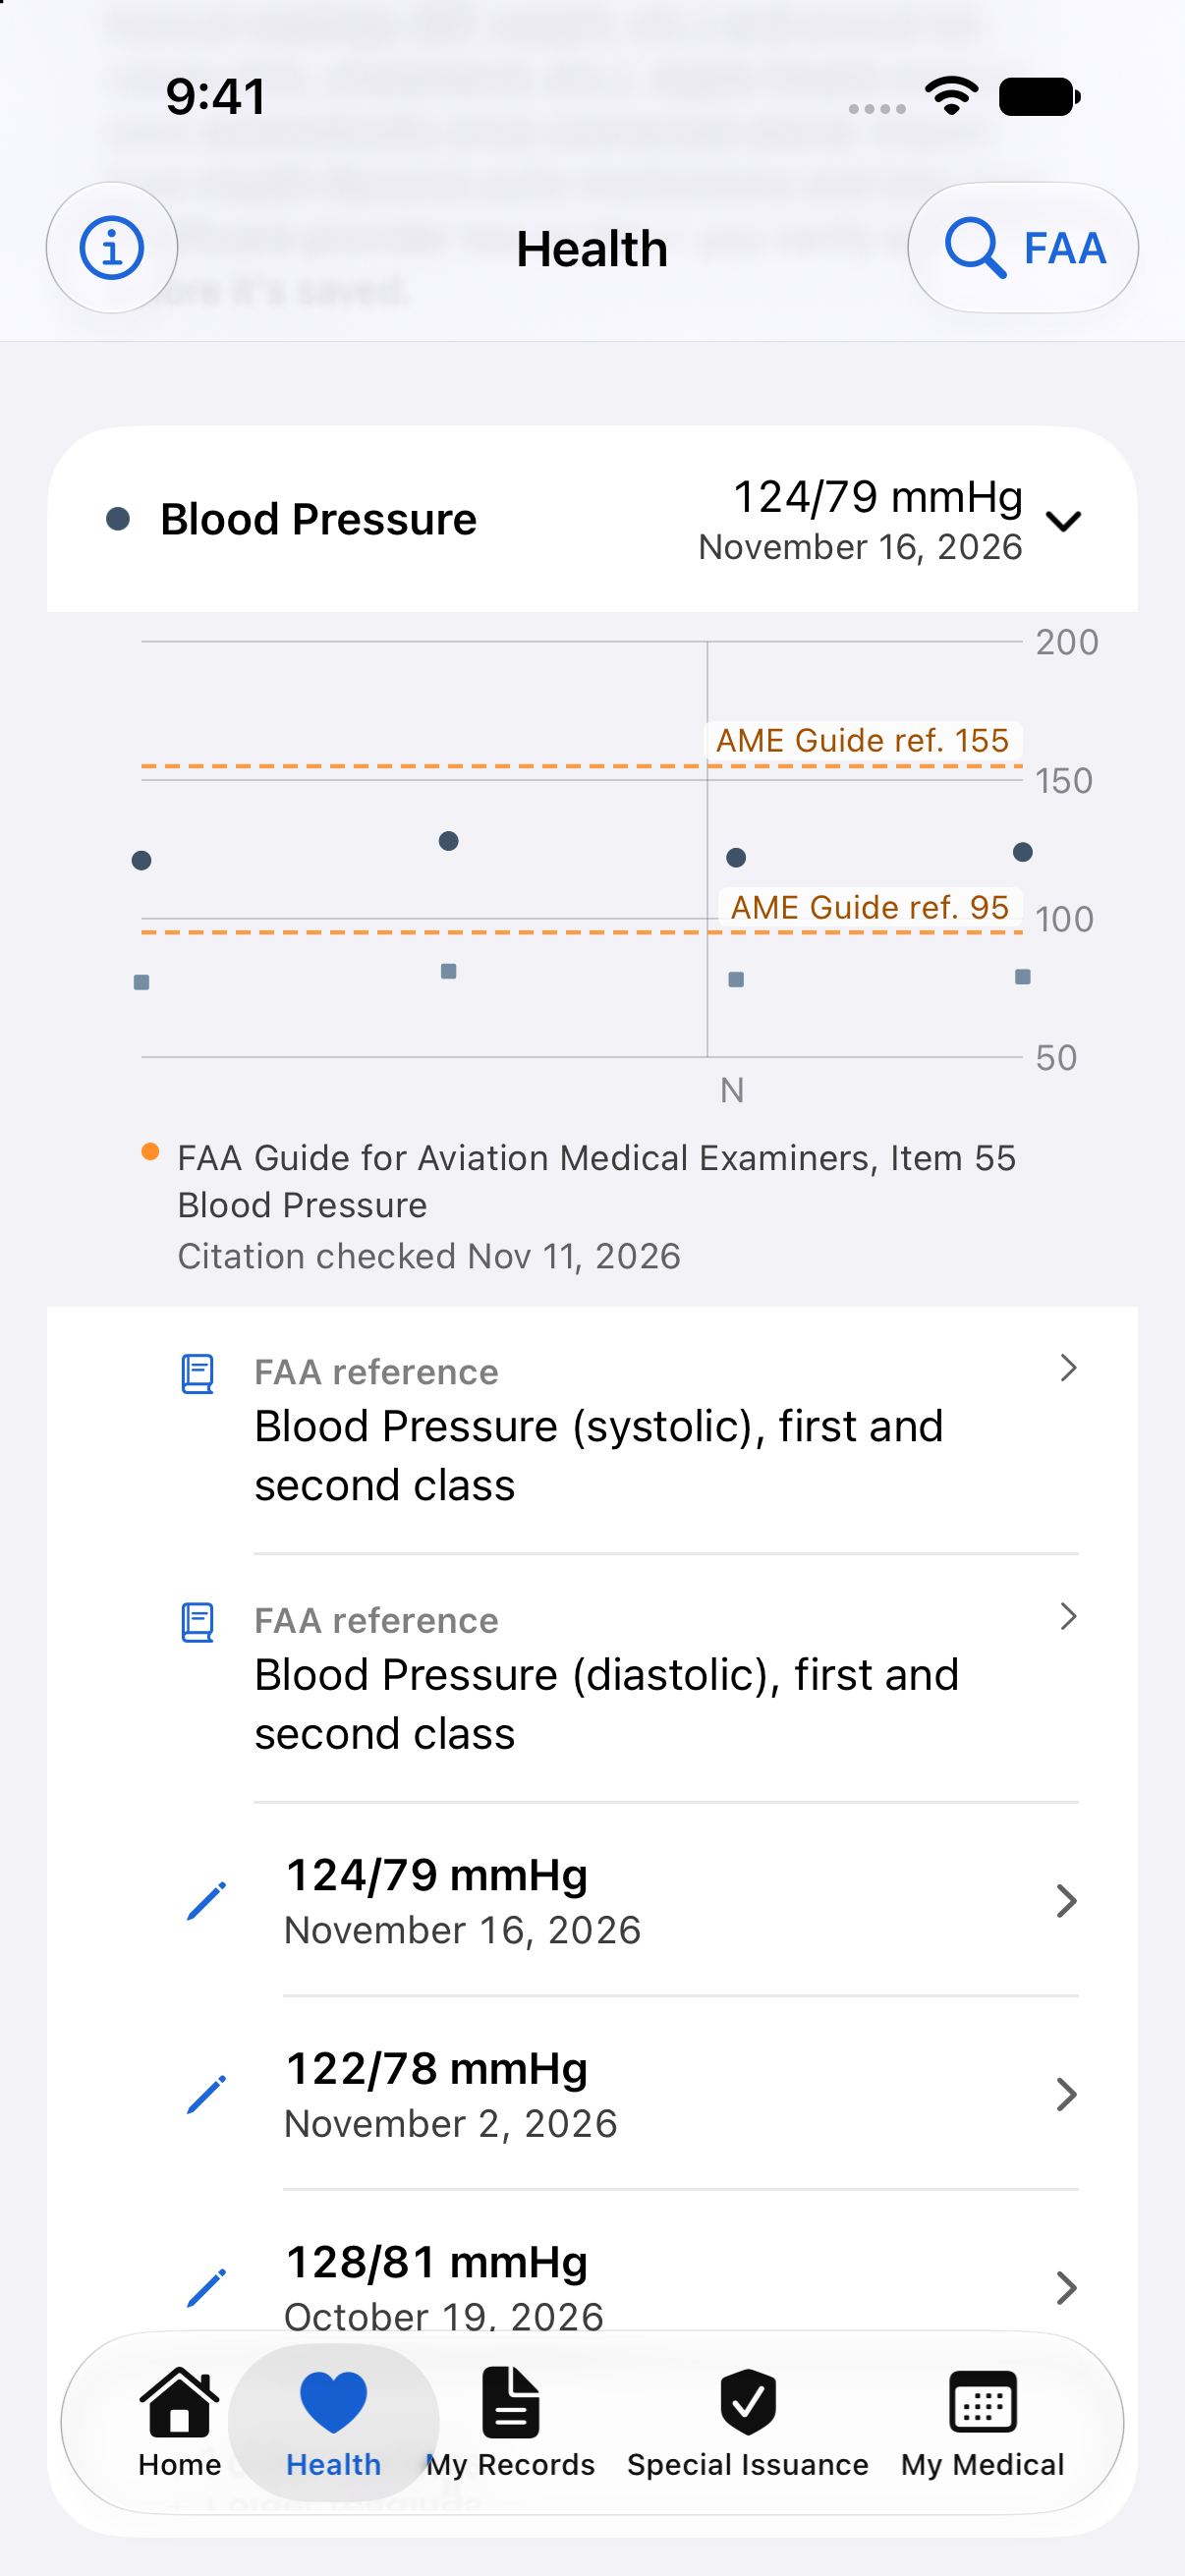 9:41
Health
FAA
Blood Pressure
124/79 mmHg
November 16, 2026
200
AME Guide ref. 155
150
AME Guide ref. 95
100
50
N
FAA Guide for Aviation Medical Examiners, Item 55
Blood Pressure
Citation checked Nov 11, 2026
FAA reference
Blood Pressure (systolic), first and
second class
FAA reference
Blood Pressure (diastolic), first and
second class
124/79 mmHg
November 16, 2026
122/78 mmHg
November 2, 2026
128/81 mmHg
October 19, 2026
Home
Health
My Records
Special Issuance
My Medical